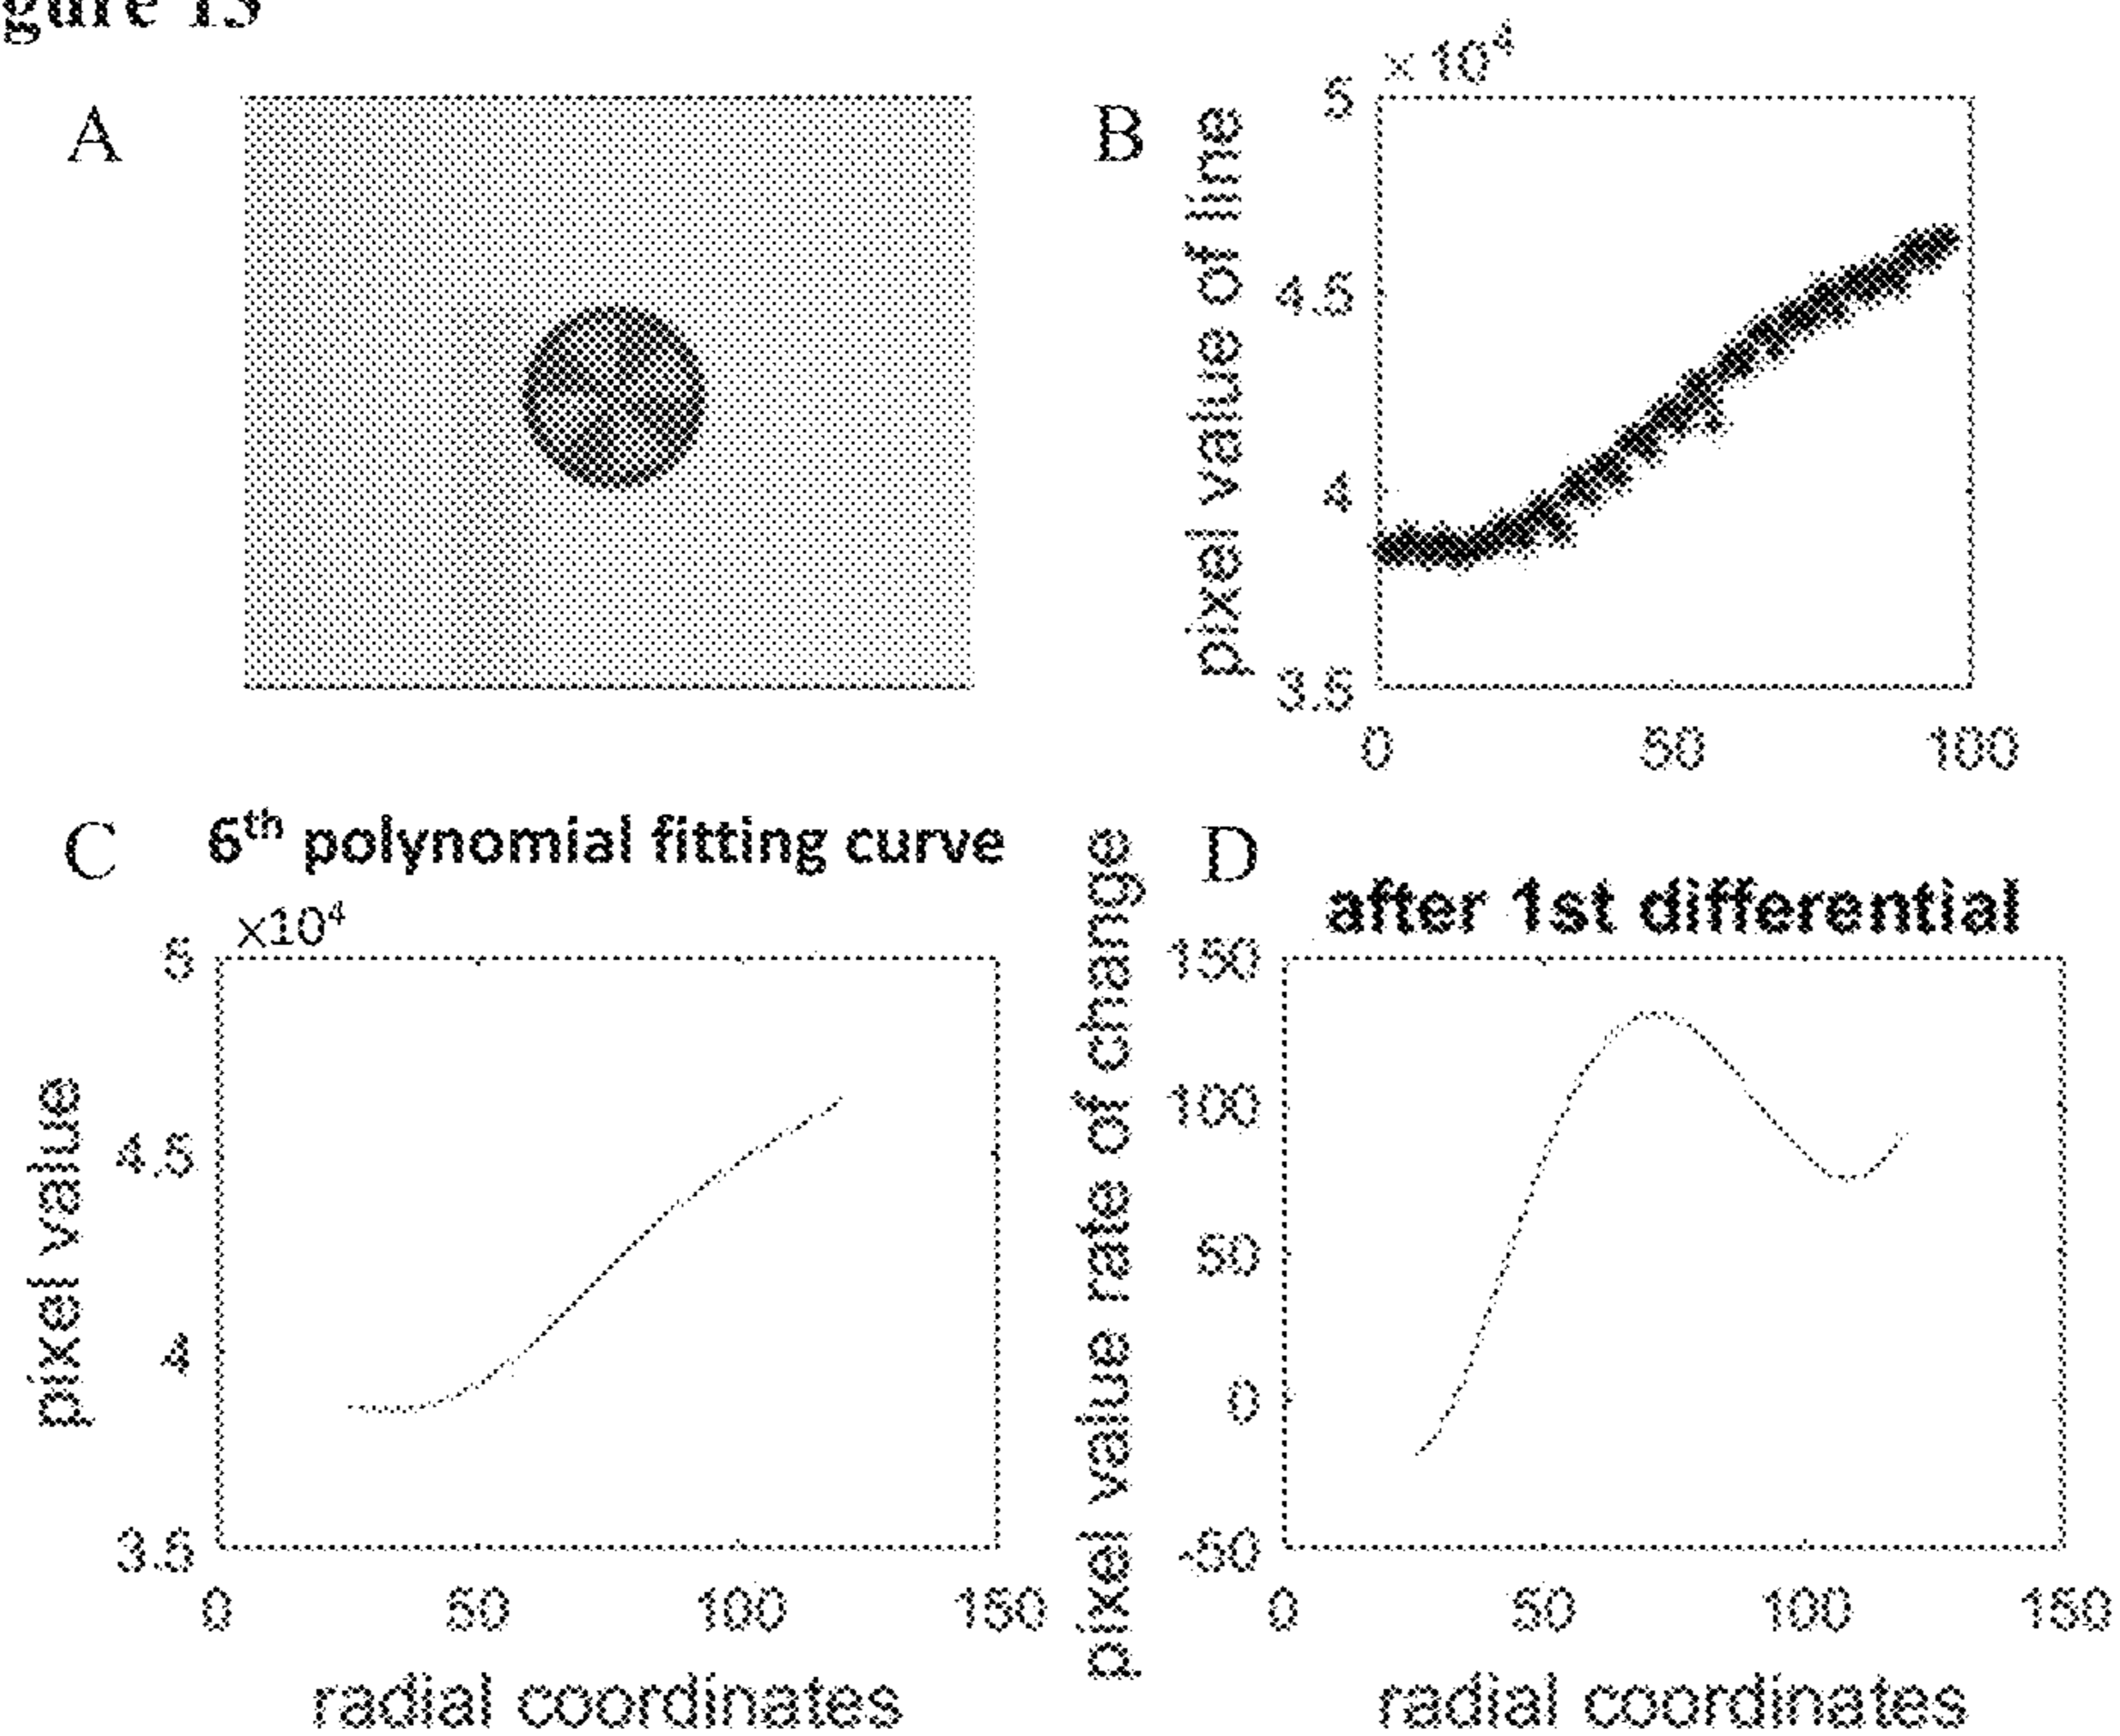 gure 13
A
B
× 10⁴
5
4.5
4
3.5
pixel value of line
0 50 100
C
6ᵗʰ polynomial fitting curve
×10⁴
5
4.5
4
3.5
pixel value
0 50 100 150
radial coordinates
D
after 1st differential
150
100
50
0
-50
pixel value rate of change
0 50 100 150
radial coordinates